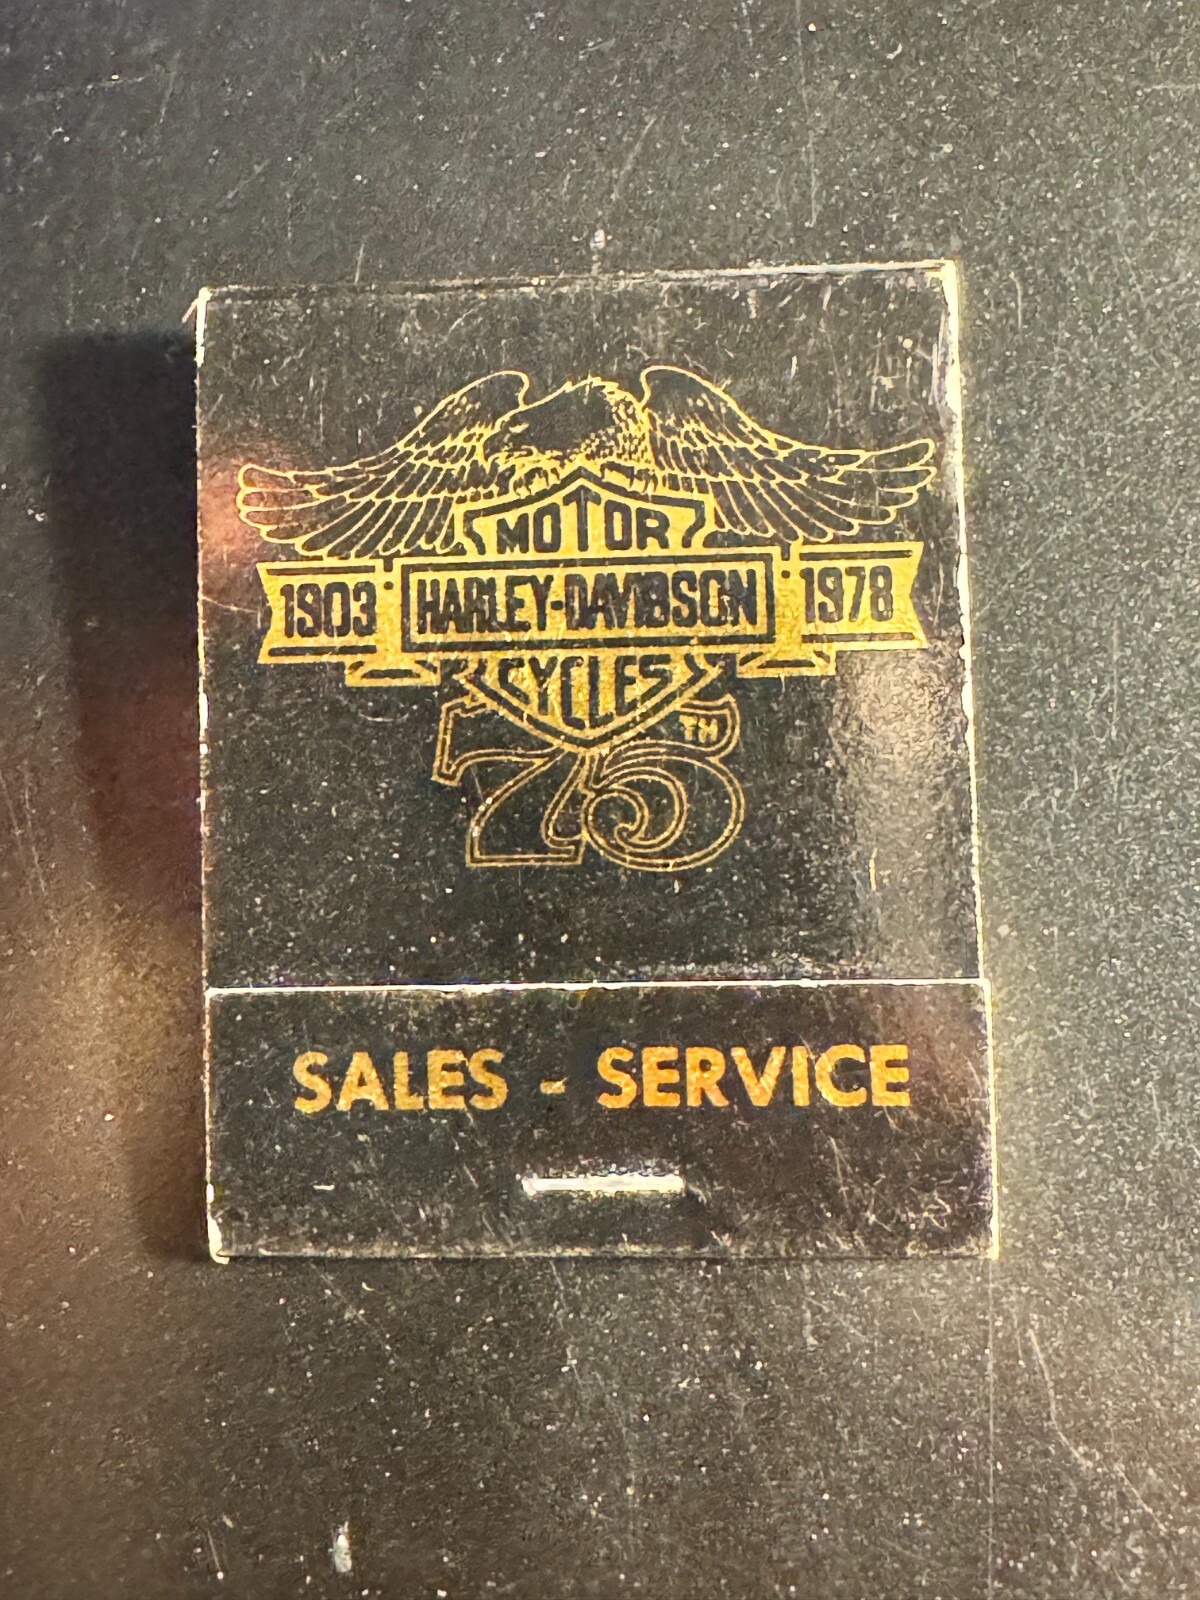 MOTOR
1903 HARLEY-DAVIDSON 1978
CYCLES
75TH
SALES - SERVICE